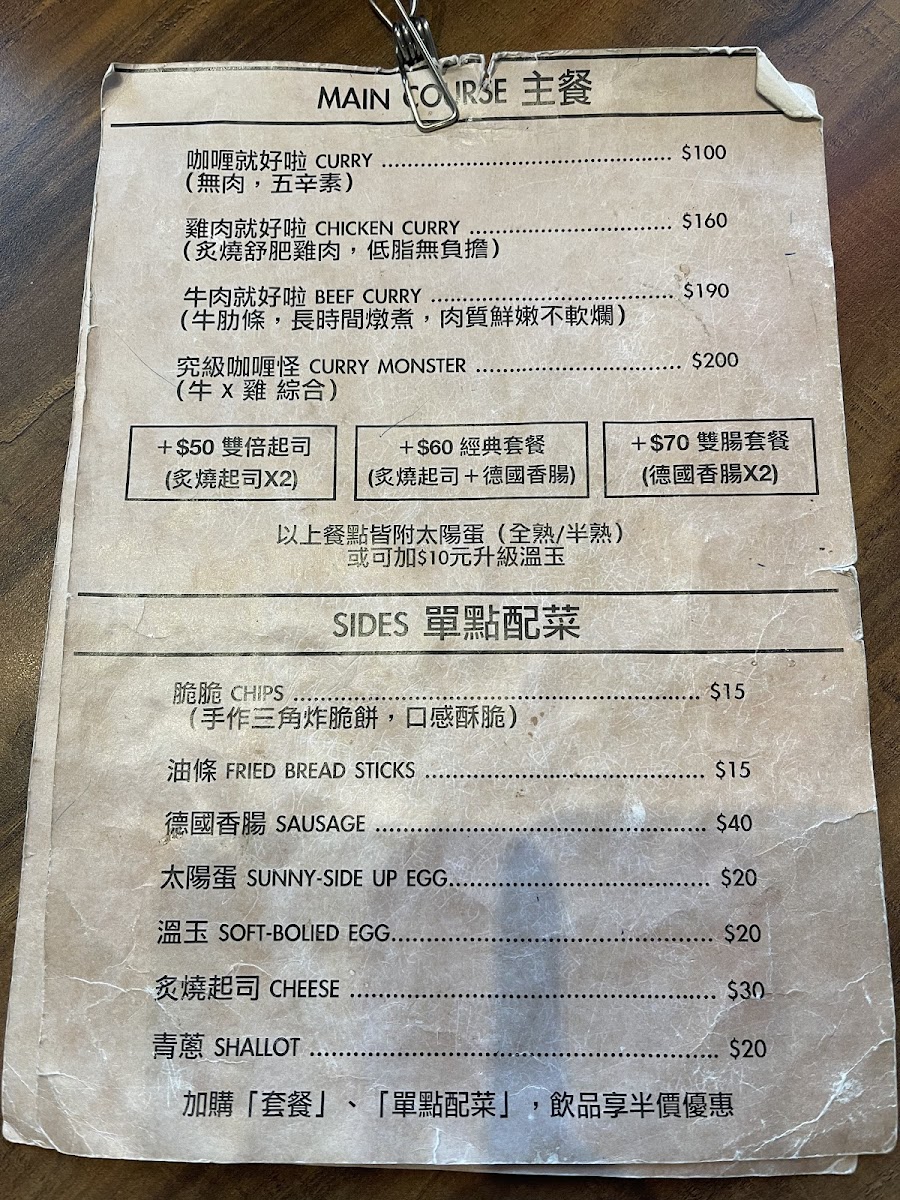 MAIN COURSE 主餐
咖喱就好啦 CURRY ........................................ $100
(無肉，五辛素)
雞肉就好啦 CHICKEN CURRY ............................ $160
(炙燒舒肥雞肉，低脂無負擔)
牛肉就好啦 BEEF CURRY .................................. $190
(牛肋條，長時間燉煮，肉質鮮嫩不軟爛)
究級咖喱怪 CURRY MONSTER ............................. $200
(牛 X 雞 綜合)
+$50 雙倍起司
(炙燒起司X2)
+$60 經典套餐
(炙燒起司+德國香腸)
+$70 雙腸套餐
(德國香腸X2)
以上餐點皆附太陽蛋（全熟/半熟）
或可加$10元升級溫玉
SIDES 單點配菜
脆脆 CHIPS ........................................................ $15
(手作三角炸脆餅，口感酥脆)
油條 FRIED BREAD STICKS ...................................... $15
德國香腸 SAUSAGE .............................................. $40
太陽蛋 SUNNY-SIDE UP EGG.................................... $20
溫玉 SOFT-BOLIED EGG............................................ $20
炙燒起司 CHEESE .................................................. $30
青蔥 SHALLOT ........................................................ $20
加購「套餐」、「單點配菜」，飲品享半價優惠